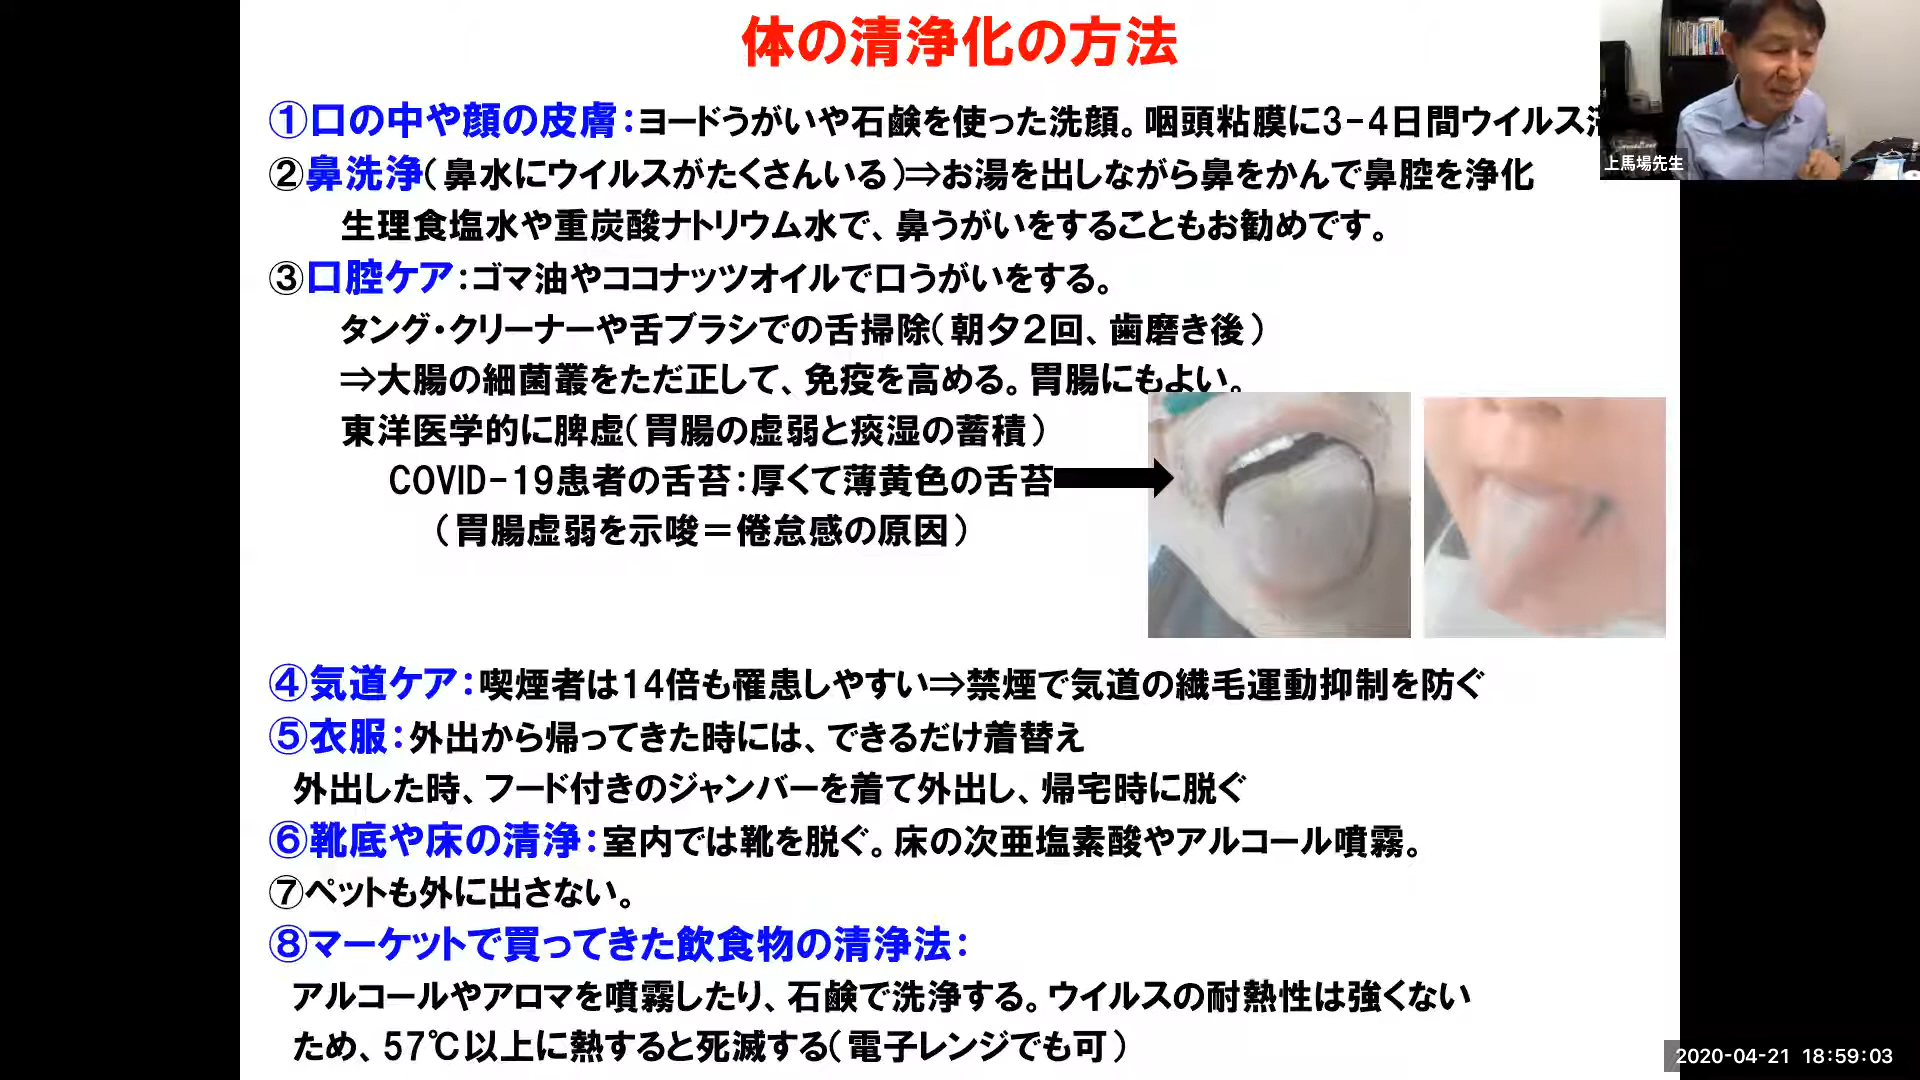 体の清浄化の方法
①口の中や顔の皮膚：ヨードうがいや石鹸を使った洗顔。咽頭粘膜に3-4日間ウイルス
②鼻洗浄（鼻水にウイルスがたくさんいる）⇒お湯を出しながら鼻をかんで鼻腔を浄化
生理食塩水や重炭酸ナトリウム水で、鼻うがいをすることもお勧めです。
③口腔ケア：ゴマ油やココナッツオイルで口うがいをする。
タング・クリーナーや舌ブラシでの舌掃除（朝夕２回、歯磨き後）
⇒大腸の細菌叢をただ正して、免疫を高める。胃腸にもよい。
東洋医学的に脾虚（胃腸の虚弱と痰湿の蓄積）
COVID-19患者の舌苔：厚くて薄黄色の舌苔
（胃腸虚弱を示唆＝倦怠感の原因）
④気道ケア：喫煙者は14倍も罹患しやすい⇒禁煙で気道の繊毛運動抑制を防ぐ
⑤衣服：外出から帰ってきた時には、できるだけ着替え
外出した時、フード付きのジャンバーを着て外出し、帰宅時に脱ぐ
⑥靴底や床の清浄：室内では靴を脱ぐ。床の次亜塩素酸やアルコール噴霧。
⑦ペットも外に出さない。
⑧マーケットで買ってきた飲食物の清浄法：
アルコールやアロマを噴霧したり、石鹸で洗浄する。ウイルスの耐熱性は強くない
ため、57℃以上に熱すると死滅する（電子レンジでも可）
上馬場先生
2020-04-21 18:59:03